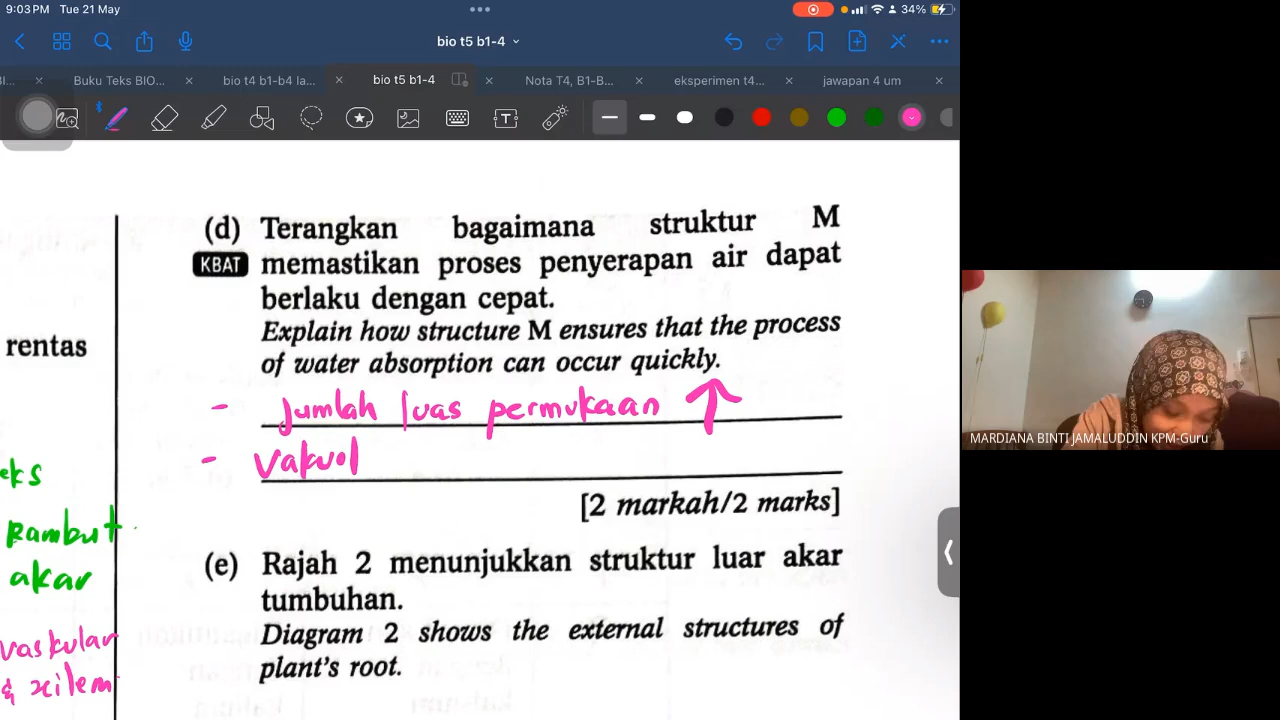 9:03 PM Tue 21 May
34%
bio t5 b1-4
Buku Teks BIO...
bio t4 b1-b4 la...
bio t5 b1-4
Nota T4, B1-B...
eksperimen t4...
jawapan 4 um
(d) Terangkan bagaimana struktur M
KBAT memastikan proses penyerapan air dapat
berlaku dengan cepat.
Explain how structure M ensures that the process
of water absorption can occur quickly.
- Jumlah luas permukaan ↑
- Vakuol
[2 markah/2 marks]
(e) Rajah 2 menunjukkan struktur luar akar
tumbuhan.
Diagram 2 shows the external structures of
plant's root.
rentas
eks
Rambut
akar
vaskular
& xilem
MARDIANA BINTI JAMALUDDIN KPM-Guru